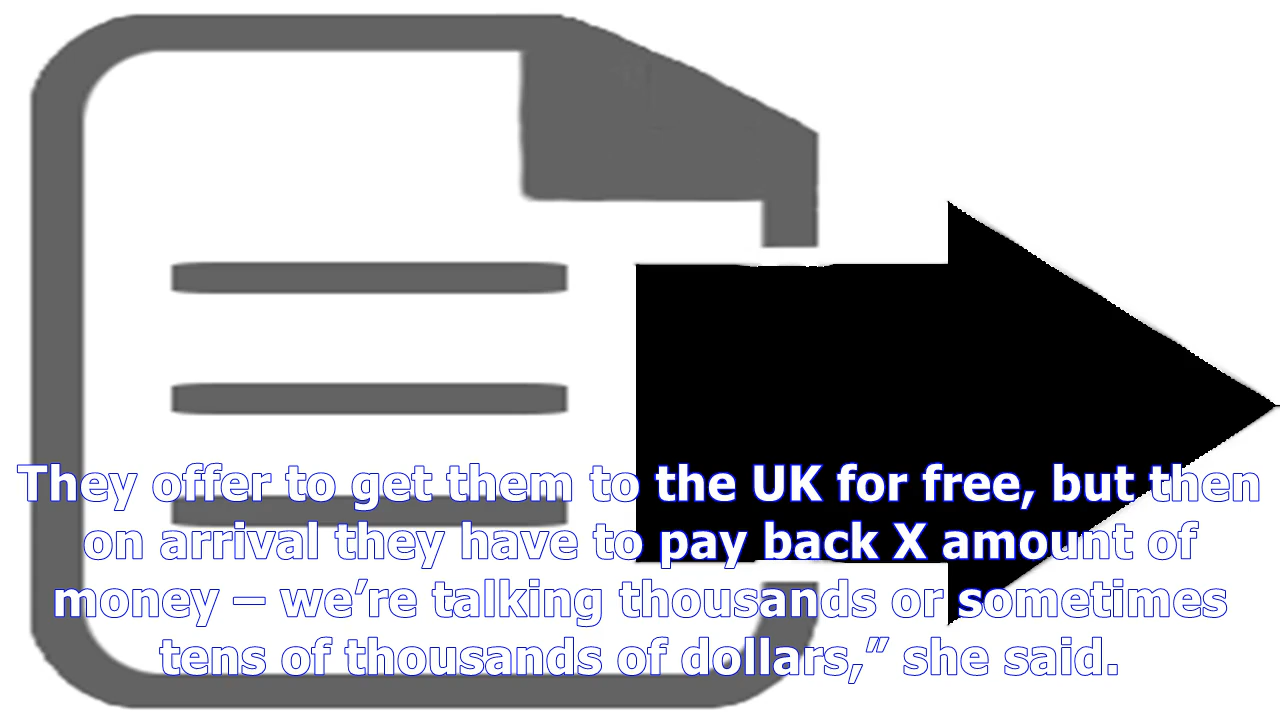 They offer to get them to the UK for free, but then
on arrival they have to pay back X amount of
money – we’re talking thousands or sometimes
tens of thousands of dollars,” she said.